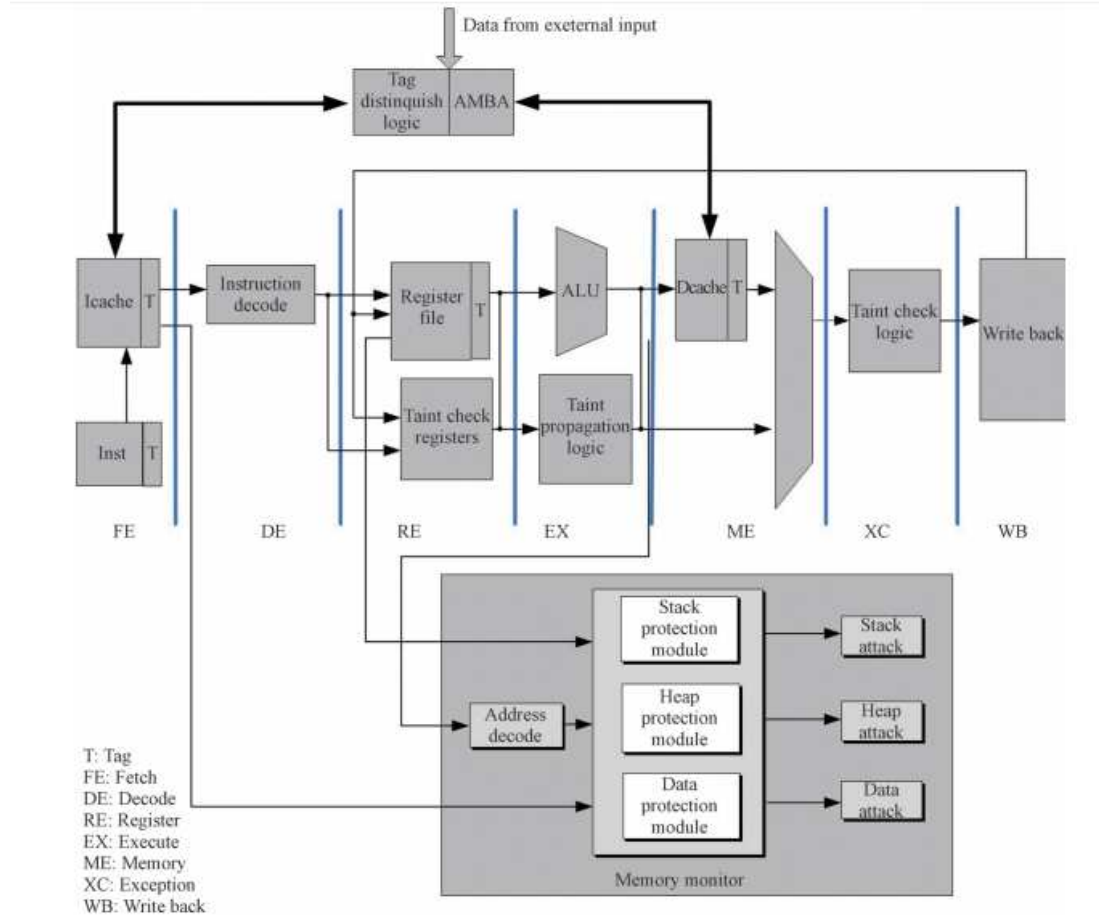 Data from exeternal input
Tag
distinquish
logic
AMBA
Icache
T
Instruction
decode
Register
file
T
ALU
Dcache
T
Taint check
logic
Write back
Inst
T
Taint check
registers
Taint
propagation
logic
FE
DE
RE
EX
ME
XC
WB
Stack
protection
module
Stack
attack
Address
decode
Heap
protection
module
Heap
attack
Data
protection
module
Data
attack
Memory monitor
T: Tag
FE: Fetch
DE: Decode
RE: Register
EX: Execute
ME: Memory
XC: Exception
WB: Write back